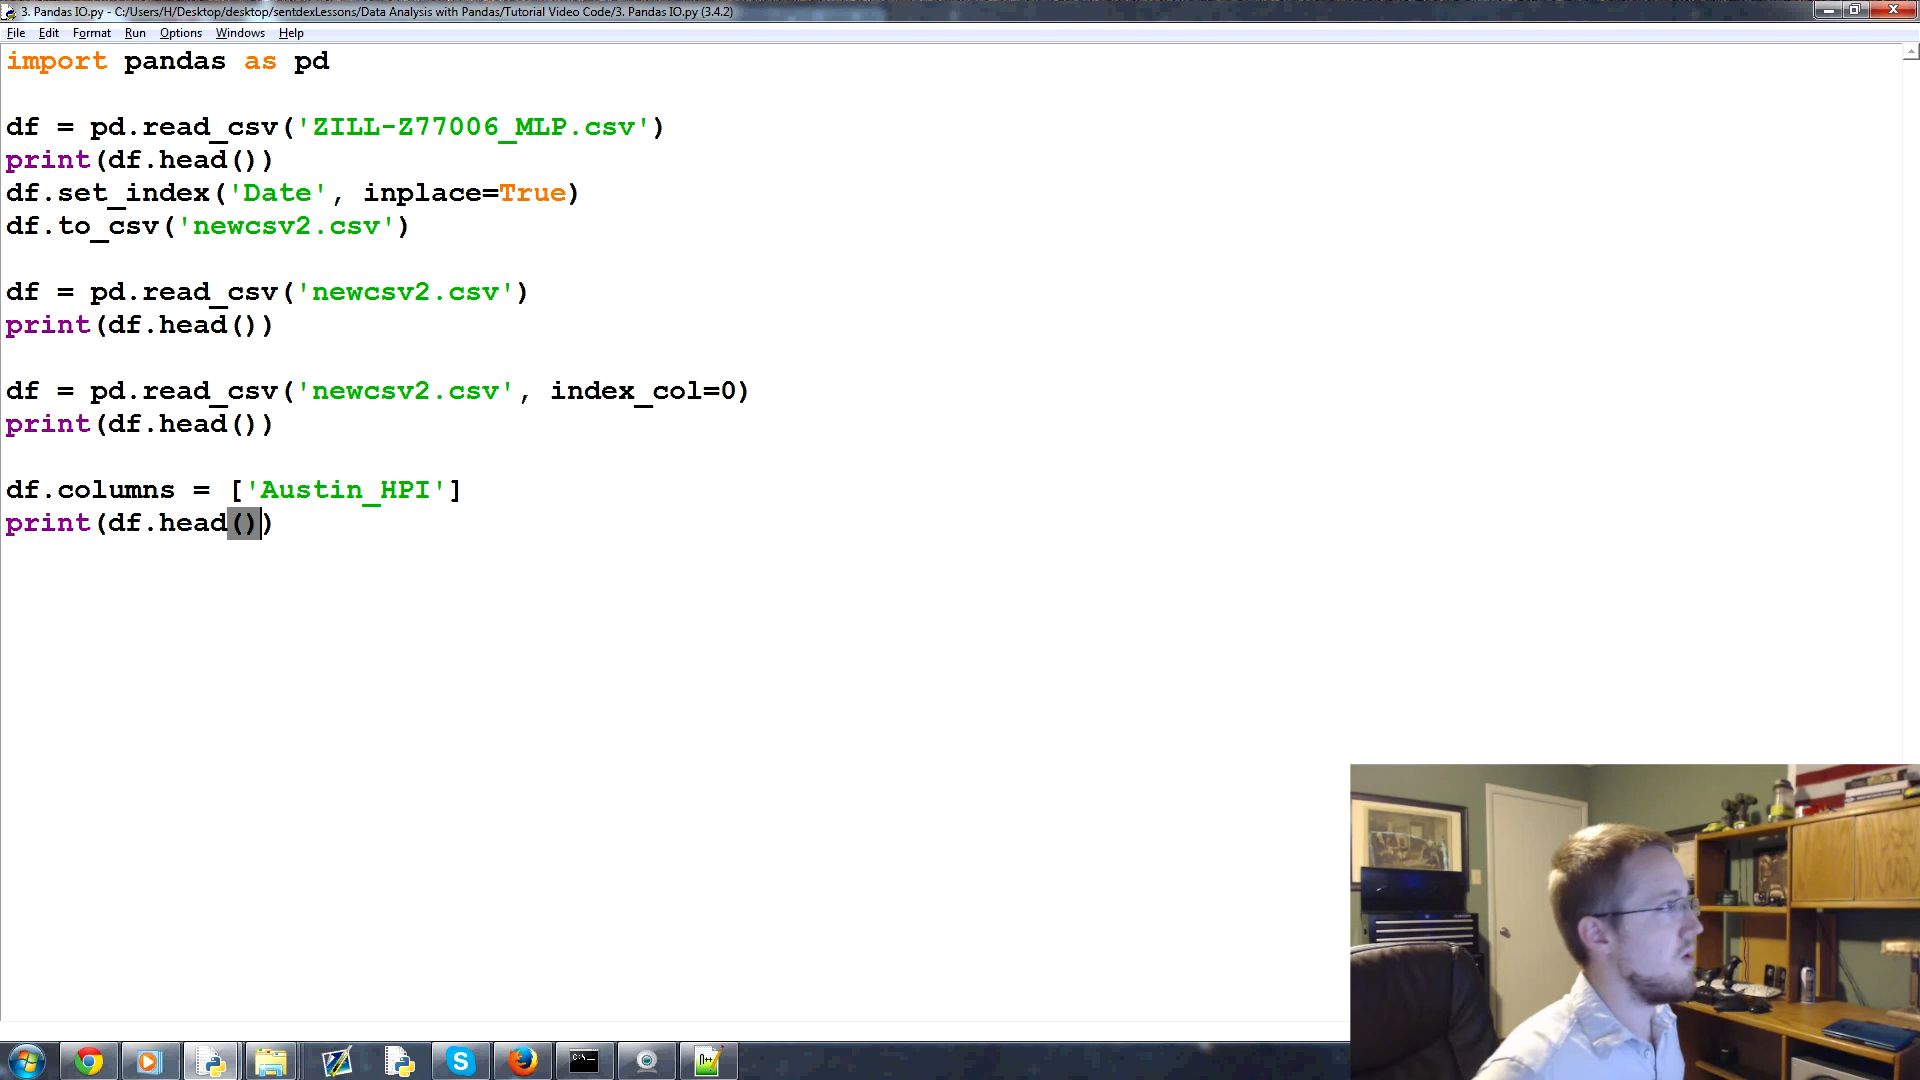 3. Pandas IO.py - C:/Users/H/Desktop/desktop/sentdexLessons/Data Analysis with Pandas/Tutorial Video Code/3. Pandas IO.py (3.4.2)
File Edit Format Run Options Windows Help
import pandas as pd
df = pd.read_csv('ZILL-Z77006_MLP.csv')
print(df.head())
df.set_index('Date', inplace=True)
df.to_csv('newcsv2.csv')
df = pd.read_csv('newcsv2.csv')
print(df.head())
df = pd.read_csv('newcsv2.csv', index_col=0)
print(df.head())
df.columns = ['Austin_HPI']
print(df.head())